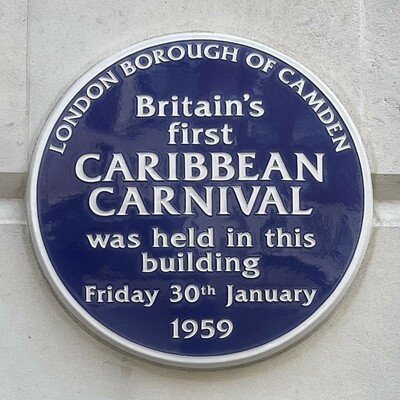 LONDON BOROUGH OF CAMDEN
Britain's
first
CARIBBEAN
CARNIVAL
was held in this
building
Friday 30th January
1959